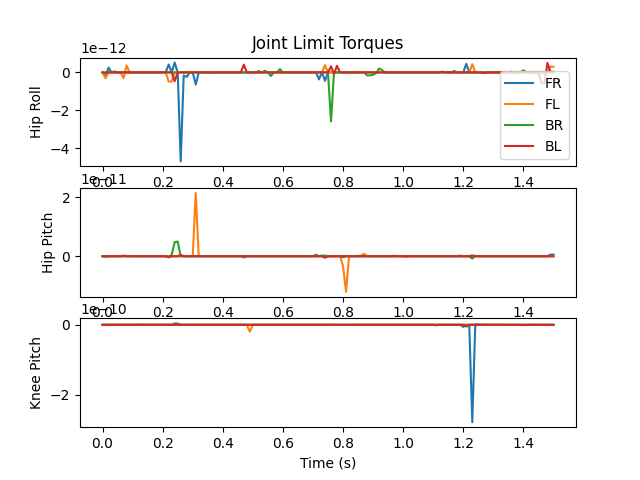 Joint Limit Torques
1e−12
0
−2
−4
Hip Roll
FR
FL
BR
BL
0.0 0.2 0.4 0.6 0.8 1.0 1.2 1.4
1e−11
2
0
Hip Pitch
0.0 0.2 0.4 0.6 0.8 1.0 1.2 1.4
1e−10
0
−2
Knee Pitch
0.0 0.2 0.4 0.6 0.8 1.0 1.2 1.4
Time (s)